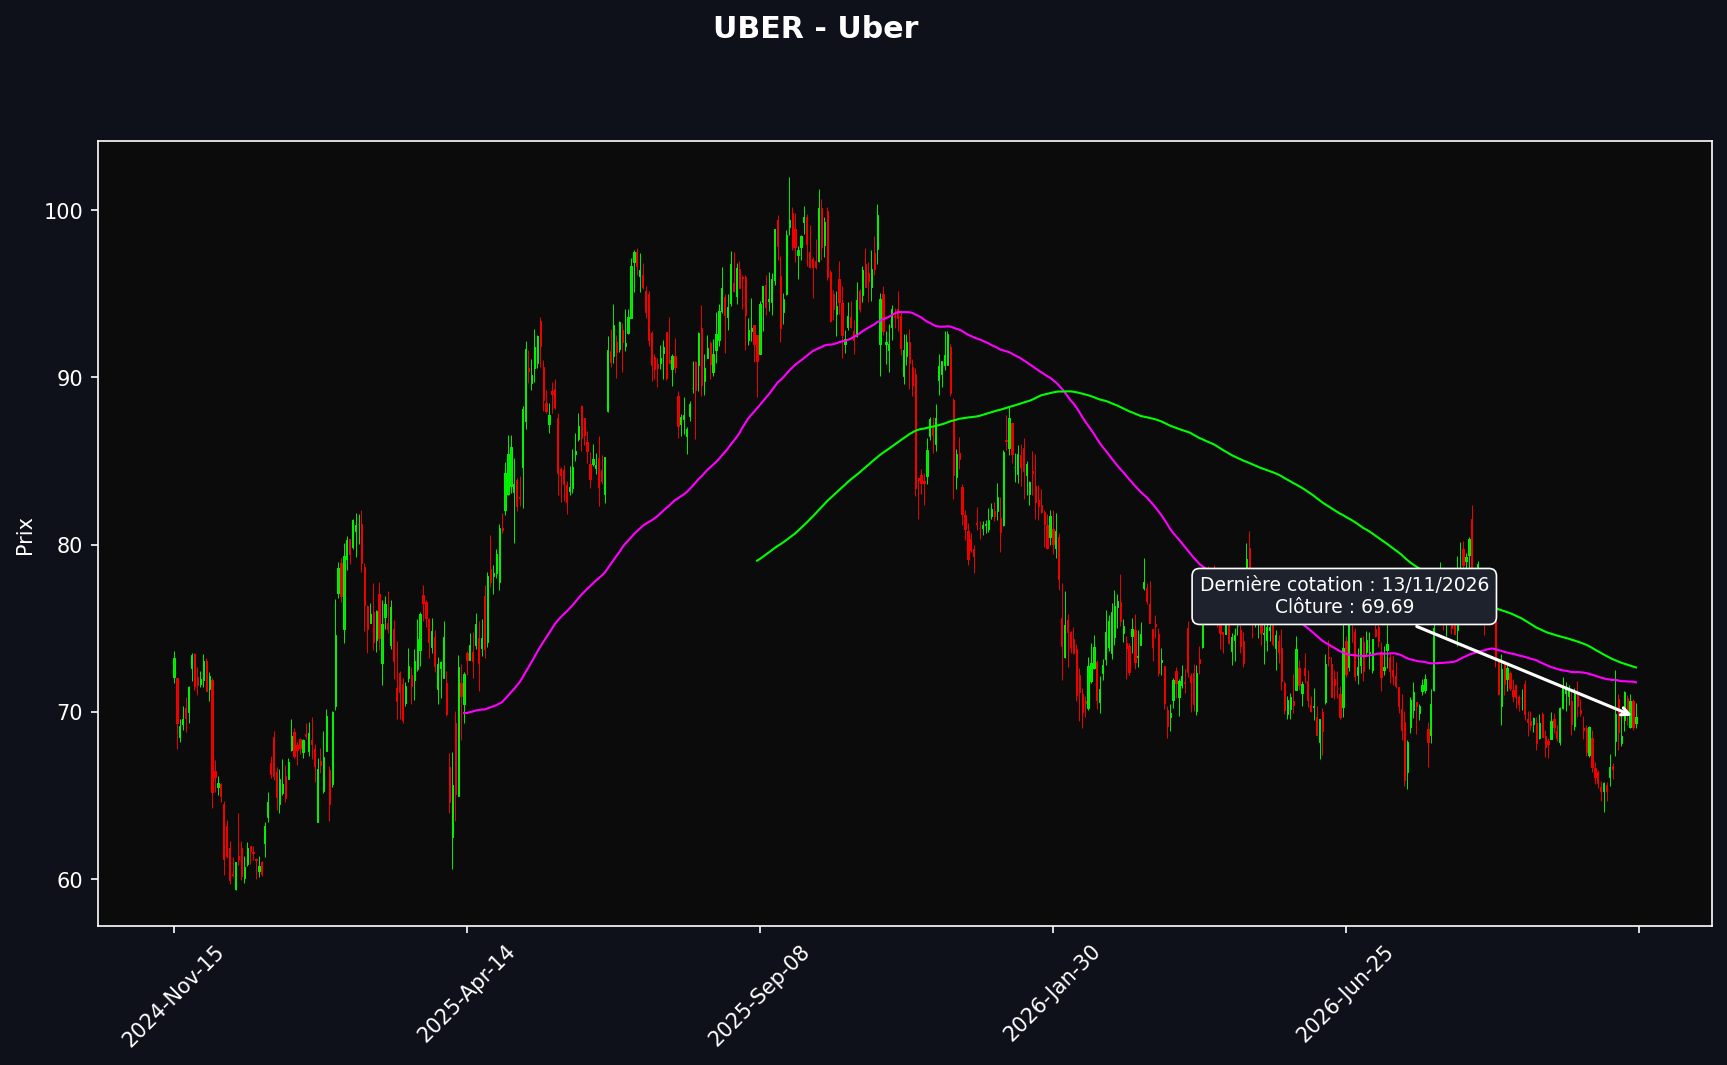 UBER - Uber
Prix
100
90
80
70
60
Dernière cotation : 13/11/2026
Clôture : 69.69
2024-Nov-15
2025-Apr-14
2025-Sep-08
2026-Jan-30
2026-Jun-25